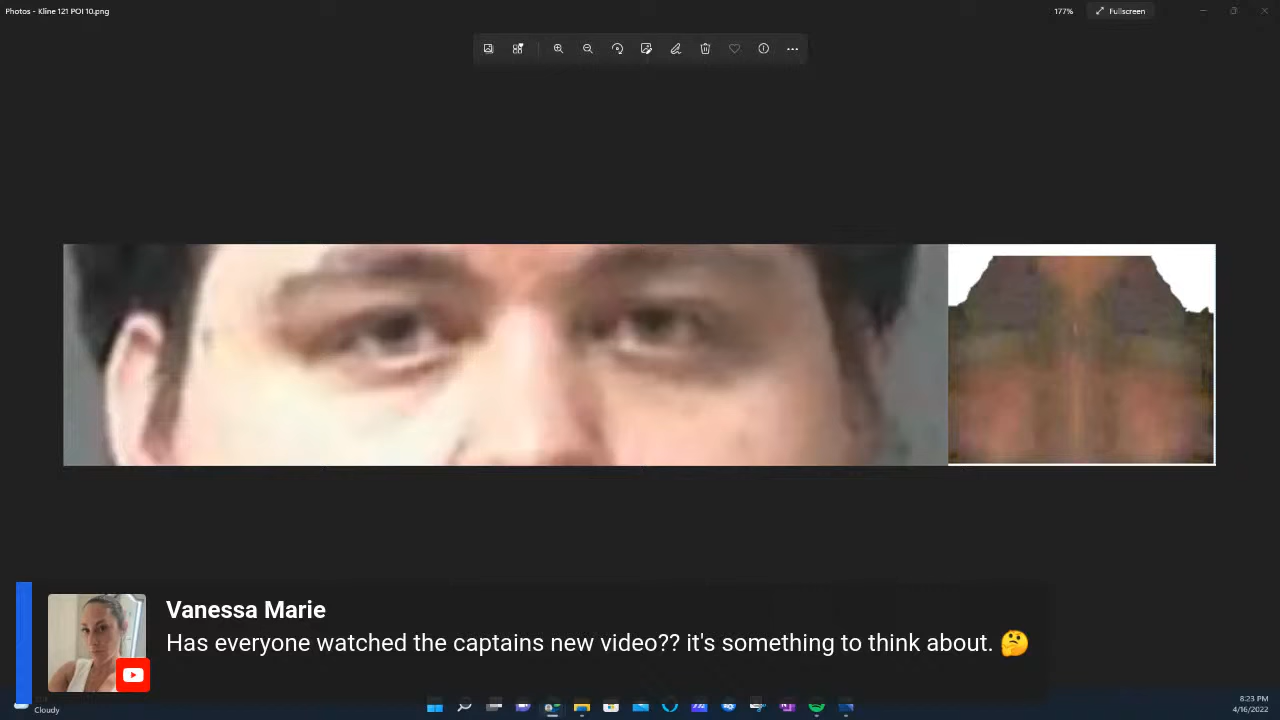 Photos - Kline 121 POI 10.png
177%
Fullscreen
Vanessa Marie
Has everyone watched the captains new video?? it's something to think about. 🤔
Cloudy
8:23 PM
4/16/2022